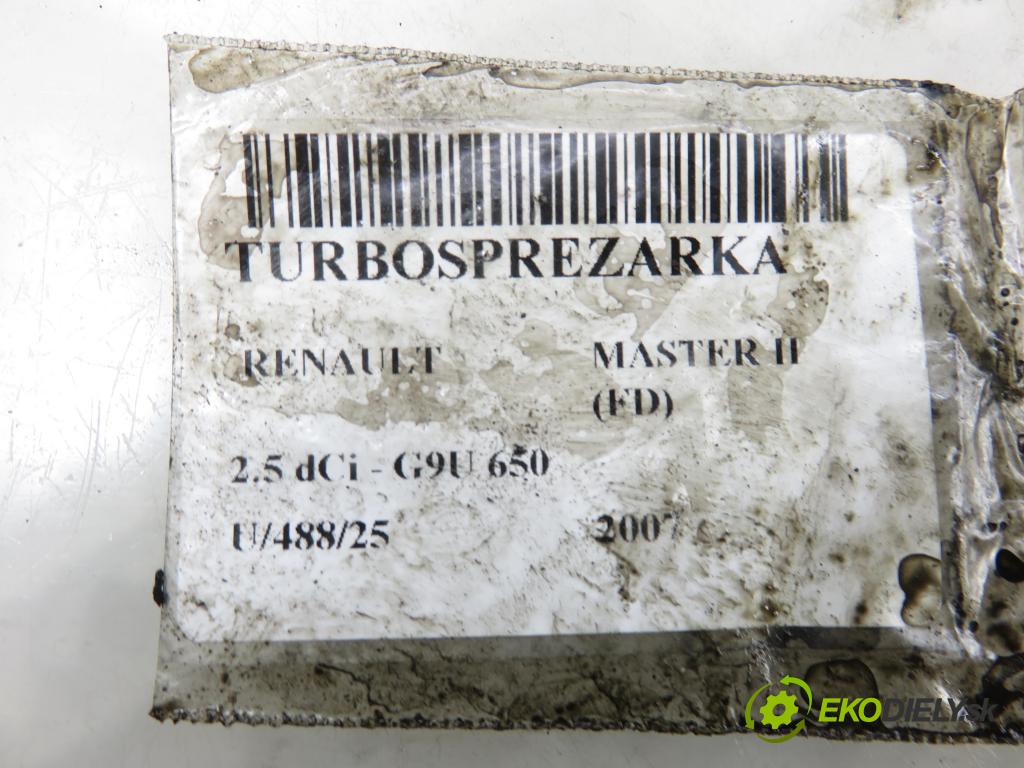 TURBOSPREZARKA
RENAULT MASTER II
(FD)
2.5 dCi - G9U 650
U/488/25 2007
EKODIELY.sk